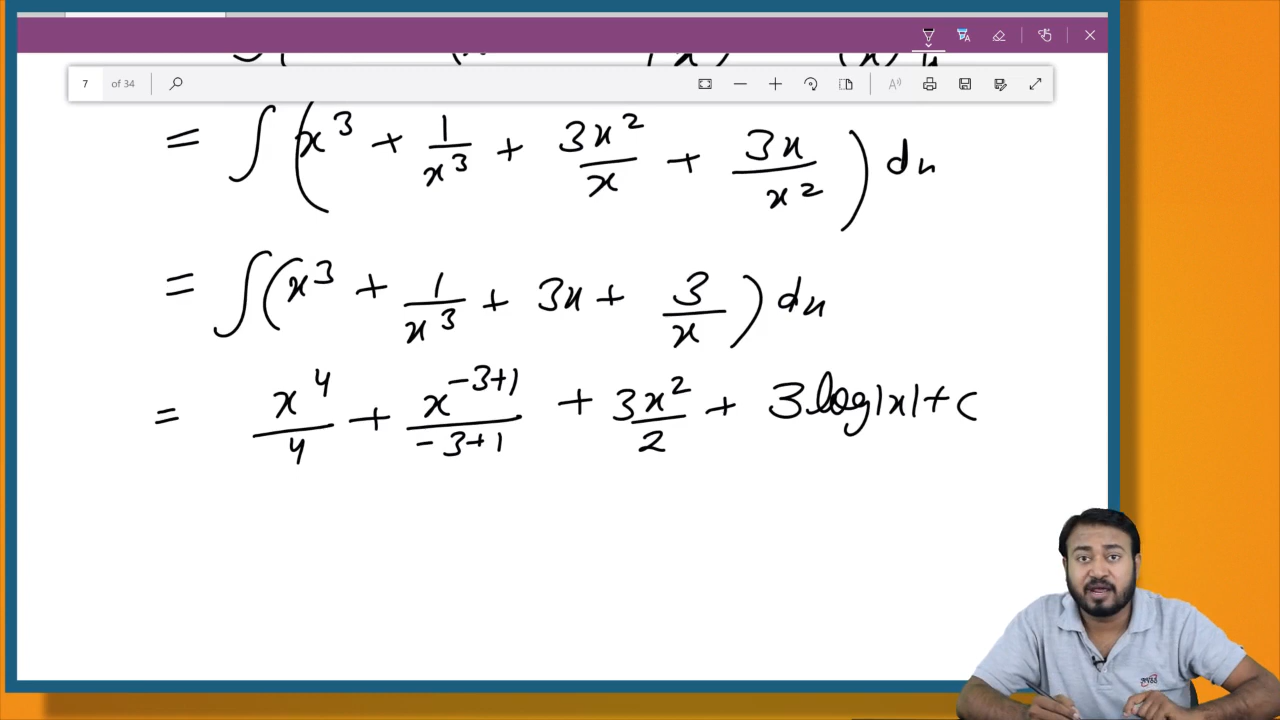 7 of 34
= ∫(x³ + 1/x³ + 3x²/x + 3x/x²) dx
= ∫(x³ + 1/x³ + 3x + 3/x) dx
= x⁴/4 + x⁻³⁺¹/-3+1 + 3x²/2 + 3log|x| + c